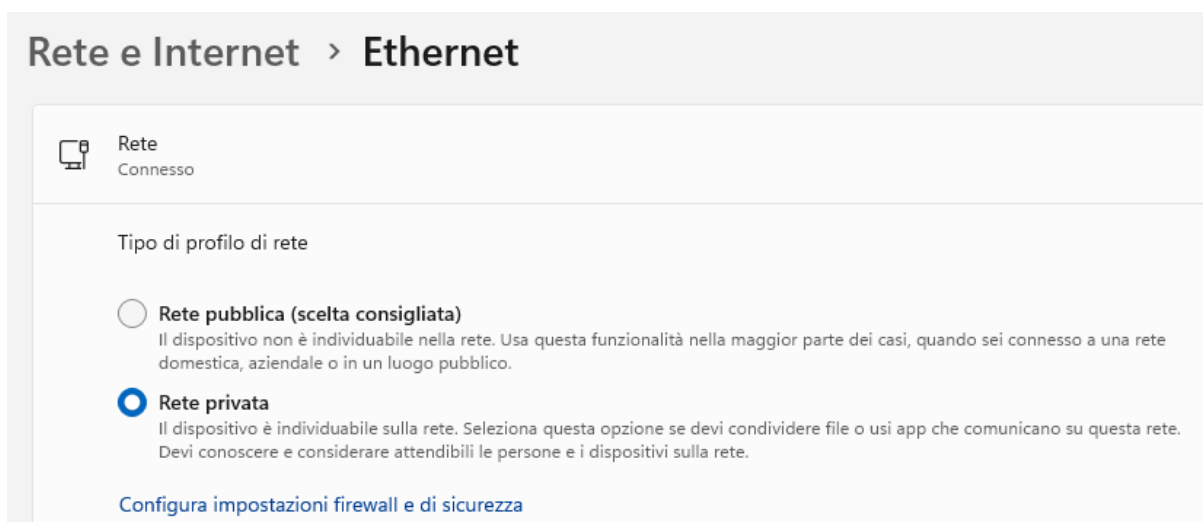 Rete e Internet > Ethernet
Rete
Connesso
Tipo di profilo di rete
Rete pubblica (scelta consigliata)
Il dispositivo non è individuabile nella rete. Usa questa funzionalità nella maggior parte dei casi, quando sei connesso a una rete
domestica, aziendale o in un luogo pubblico.
Rete privata
Il dispositivo è individuabile sulla rete. Seleziona questa opzione se devi condividere file o usi app che comunicano su questa rete.
Devi conoscere e considerare attendibili le persone e i dispositivi sulla rete.
Configura impostazioni firewall e di sicurezza